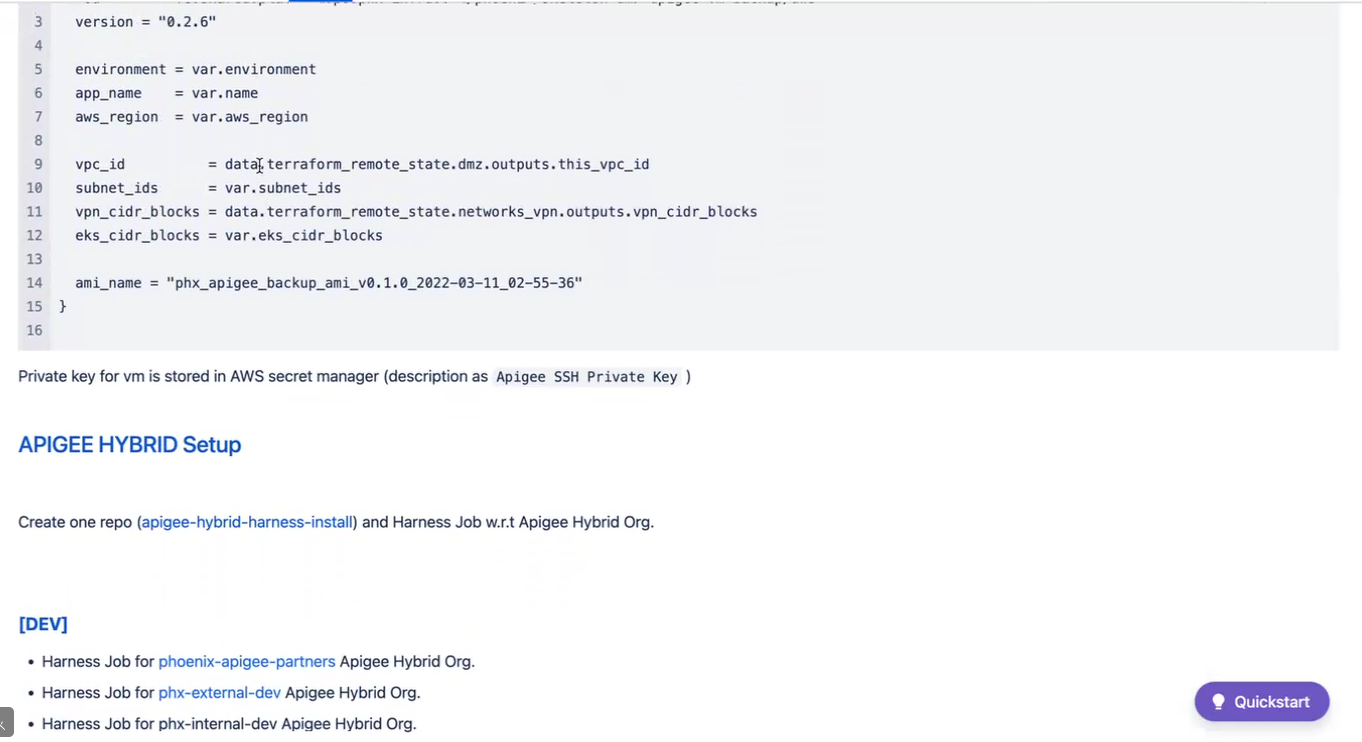 3 version = "0.2.6"
4
5 environment = var.environment
6 app_name = var.name
7 aws_region = var.aws_region
8
9 vpc_id = data.terraform_remote_state.dmz.outputs.this_vpc_id
10 subnet_ids = var.subnet_ids
11 vpn_cidr_blocks = data.terraform_remote_state.networks_vpn.outputs.vpn_cidr_blocks
12 eks_cidr_blocks = var.eks_cidr_blocks
13
14 ami_name = "phx_apigee_backup_ami_v0.1.0_2022-03-11_02-55-36"
15 }
16
Private key for vm is stored in AWS secret manager (description as Apigee SSH Private Key )
APIGEE HYBRID Setup
Create one repo (apigee-hybrid-harness-install) and Harness Job w.r.t Apigee Hybrid Org.
[DEV]
• Harness Job for phoenix-apigee-partners Apigee Hybrid Org.
• Harness Job for phx-external-dev Apigee Hybrid Org.
• Harness Job for phx-internal-dev Apigee Hybrid Org.
Quickstart